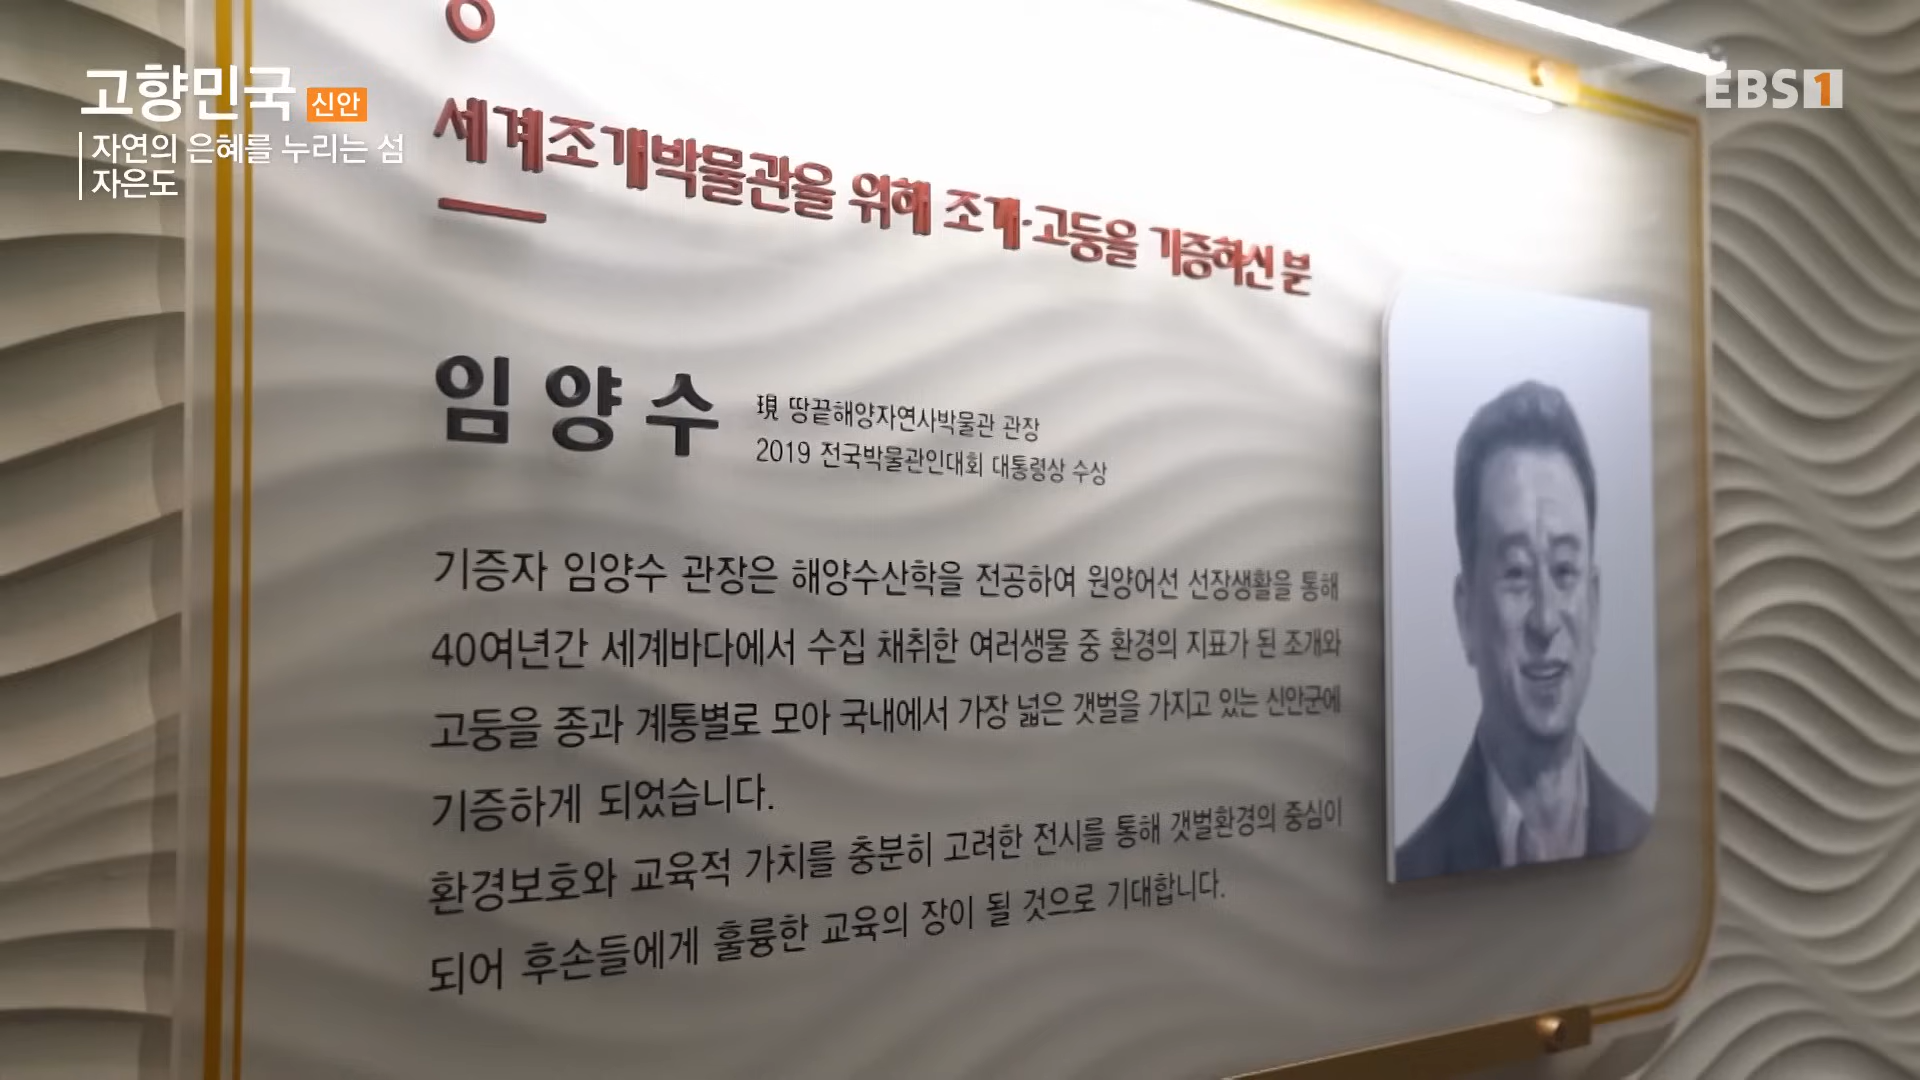 고향민국 신안
자연의 은혜를 누리는 섬
자은도
EBS1
세계조개박물관을 위해 조개·고둥을 기증하신 분
임양수
現 땅끝해양자연사박물관 관장
2019 전국박물관인대회 대통령상 수상
기증자 임양수 관장은 해양수산학을 전공하여 원양어선 선장생활을 통해
40여년간 세계바다에서 수집 채취한 여러생물 중 환경의 지표가 된 조개와
고둥을 종과 계통별로 모아 국내에서 가장 넓은 갯벌을 가지고 있는 신안군에
기증하게 되었습니다.
환경보호와 교육적 가치를 충분히 고려한 전시를 통해 갯벌환경의 중심이
되어 후손들에게 훌륭한 교육의 장이 될 것으로 기대합니다.